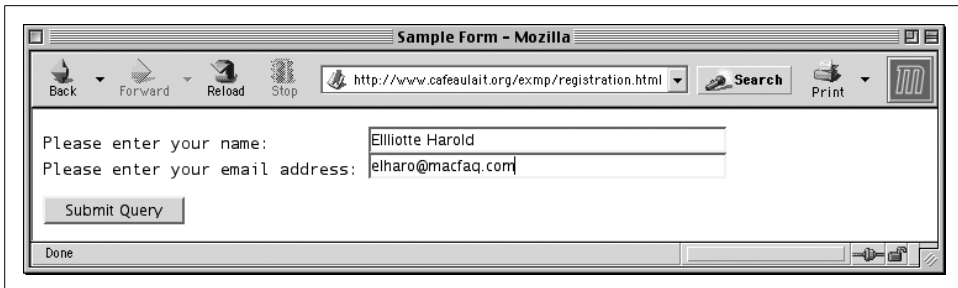 Sample Form - Mozilla
Back Forward Reload Stop http://www.cafeaulait.org/exmp/registration.html Search Print m
Please enter your name: Ellliotte Harold
Please enter your email address: elharo@macfaq.com
Submit Query
Done